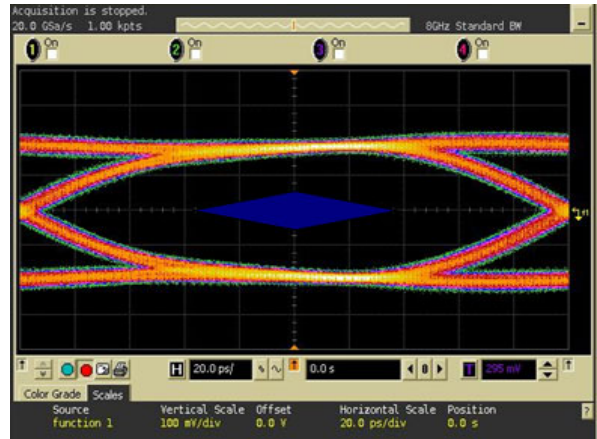 Acquisition is stopped.
20.0 GSa/s 1.00 kpts 8GHz Standard BW
1 On 2 On 3 On 4 On
H 20.0 ps/ 0.0 s 0 T 295 mV
Color Grade Scales
Source Vertical Scale Offset Horizontal Scale Position
function 1 100 mV/div 0.0 V 20.0 ps/div 0.0 s
?